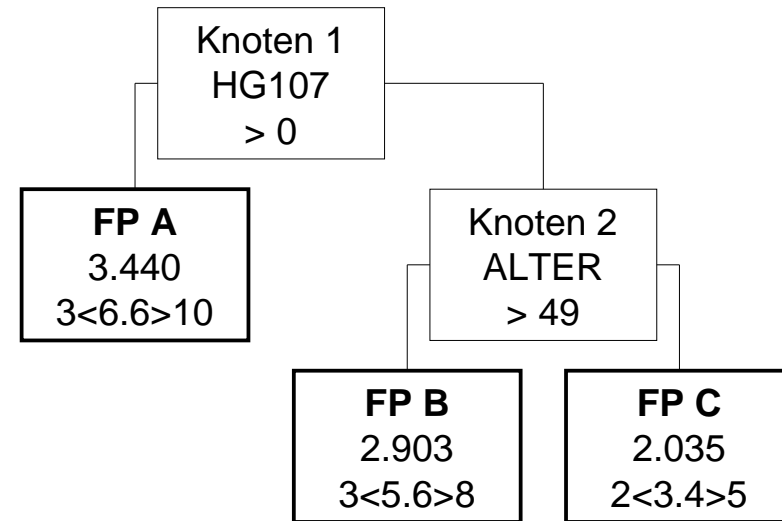 Knoten 1
HG107
> 0
FP A
3.440
3<6.6>10
Knoten 2
ALTER
> 49
FP B
2.903
3<5.6>8
FP C
2.035
2<3.4>5